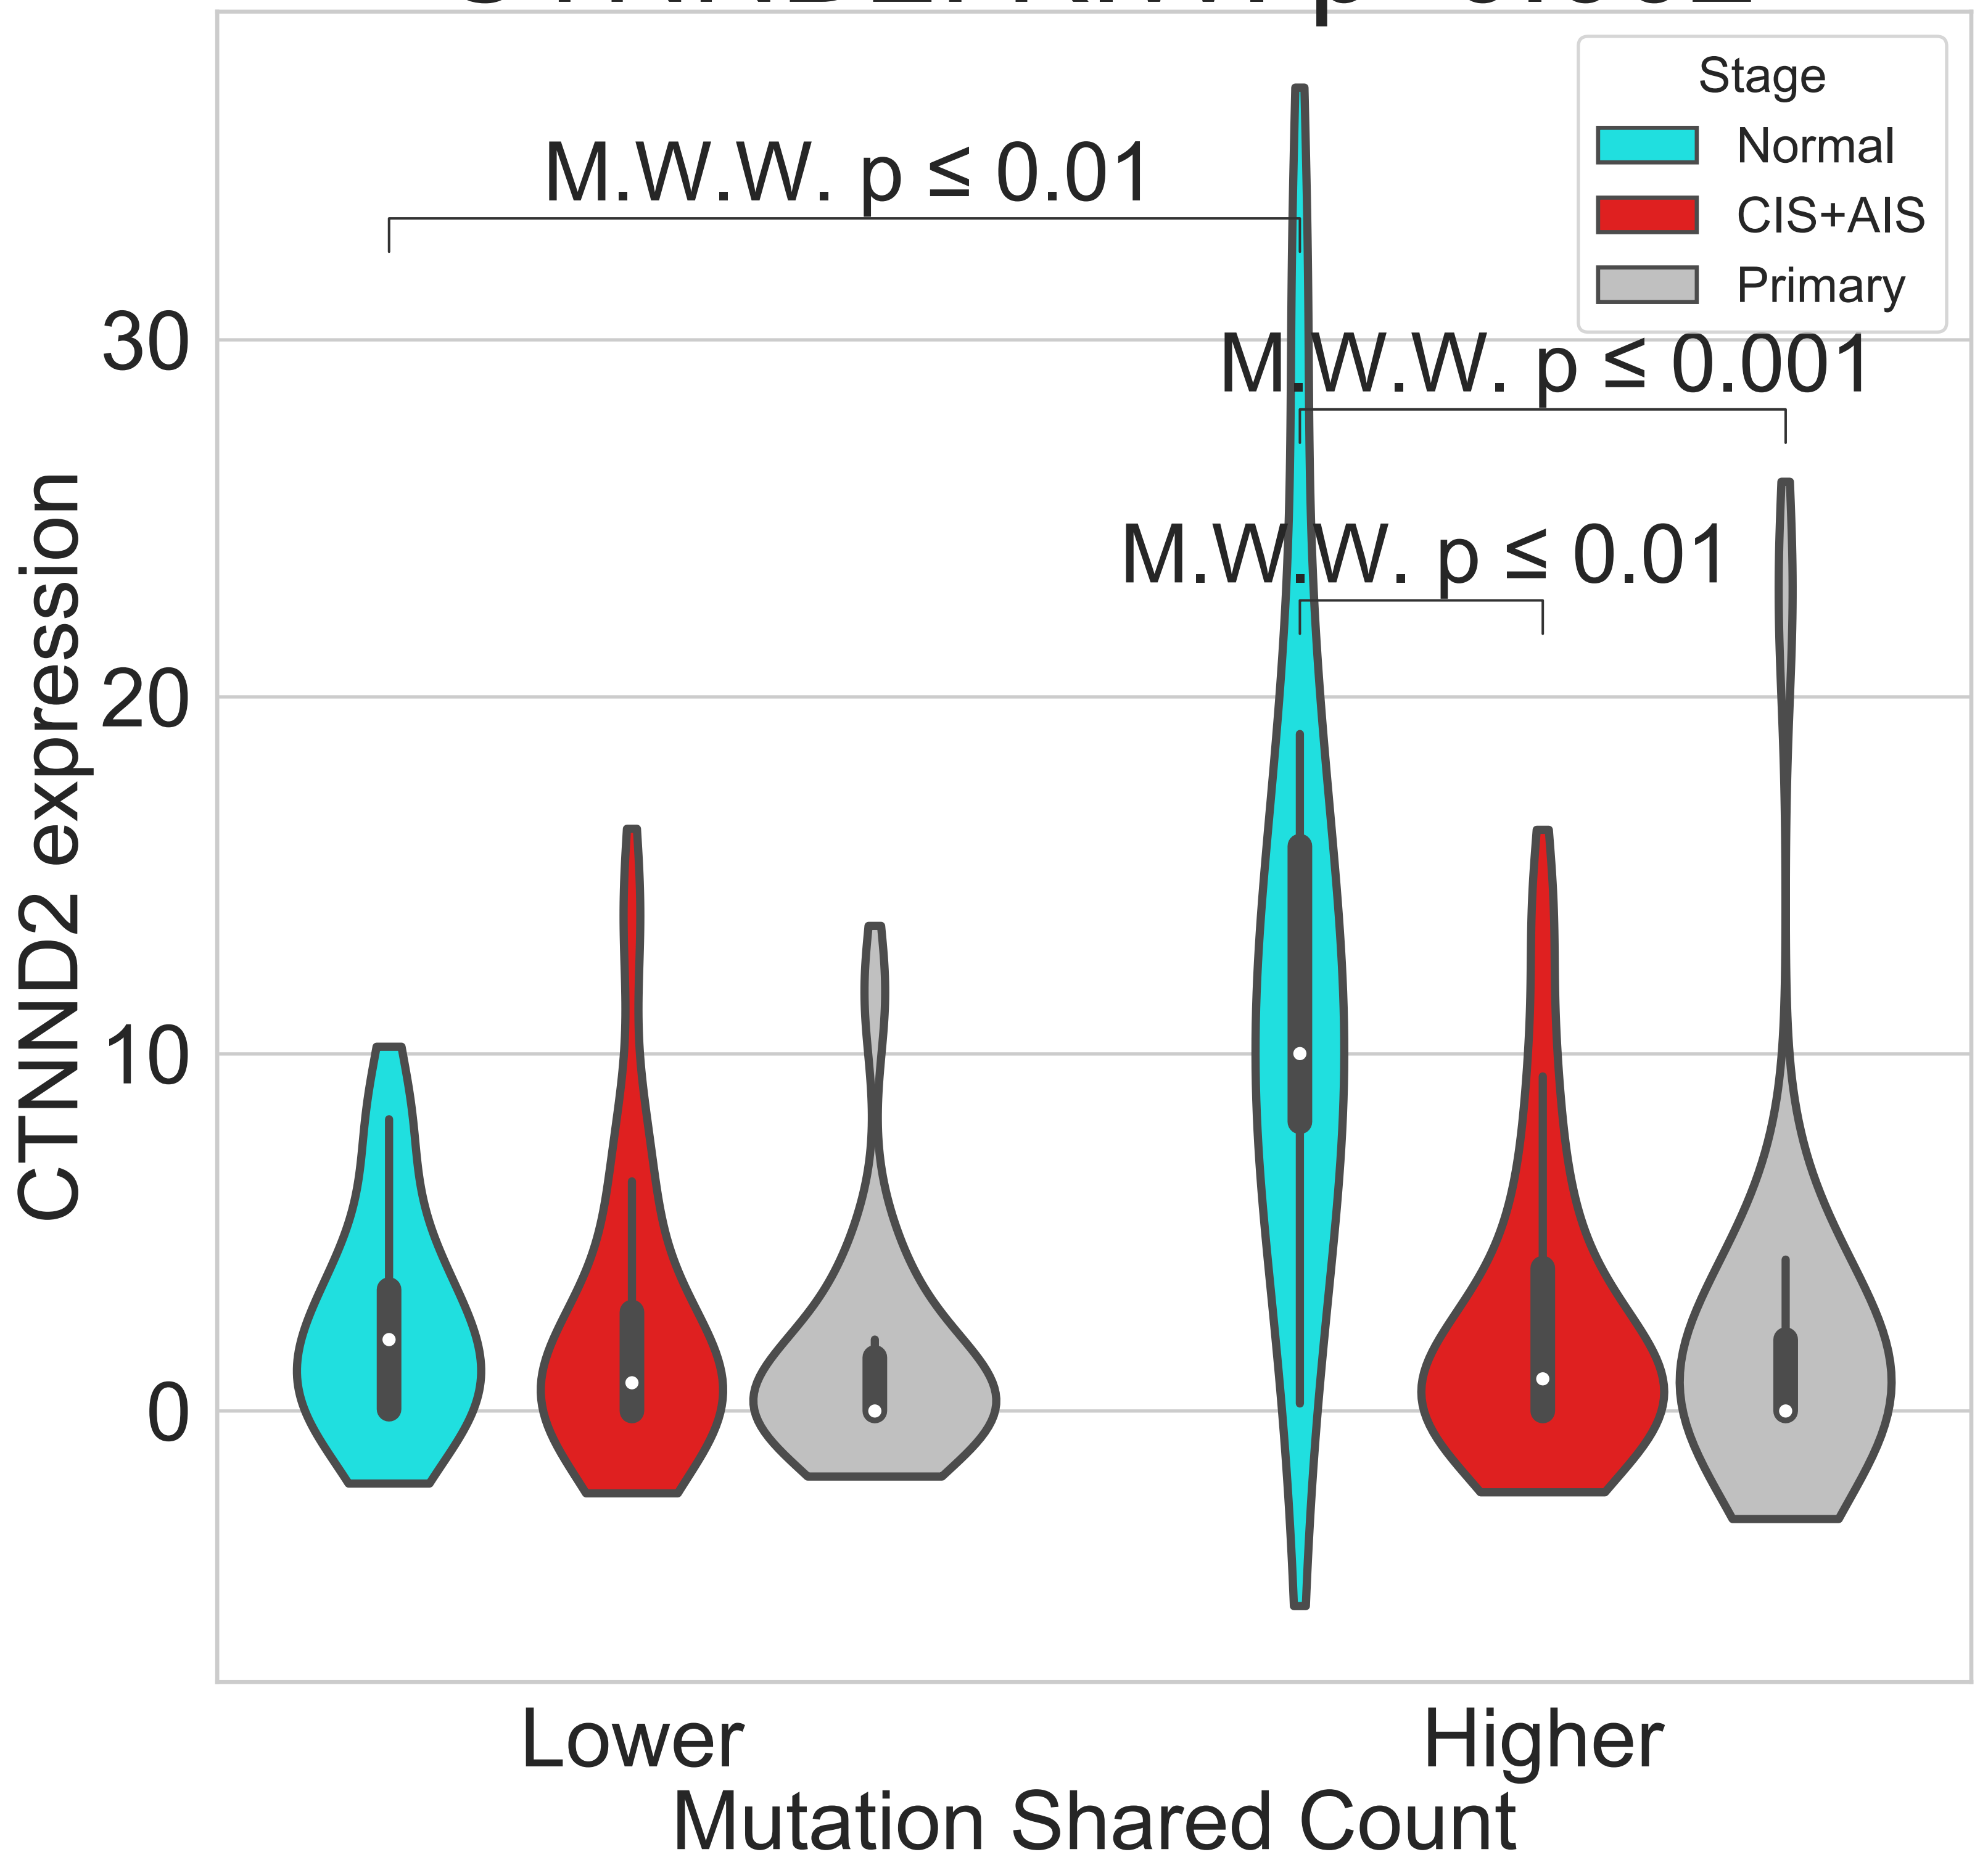 Stage
Normal
CIS+AIS
Primary
M.W.W. p ≤ 0.01
M.W.W. p ≤ 0.001
M.W.W. p ≤ 0.01
30
20
10
0
CTNND2 expression
Lower
Higher
Mutation Shared Count